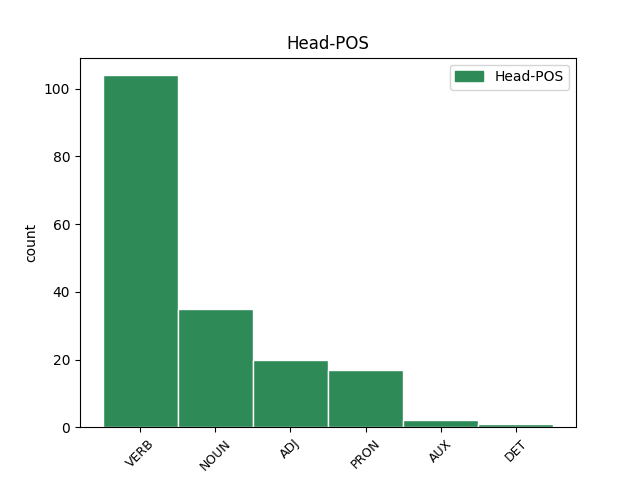 Head-POS
Head-POS
100
80
60
40
20
0
count
VERB
NOUN
ADJ
PRON
AUX
DET